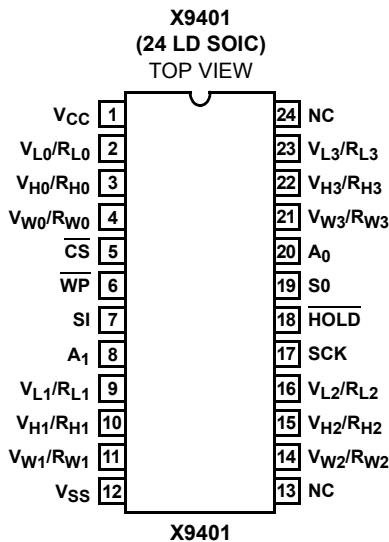 X9401
(24 LD SOIC)
TOP VIEW
VCC 1 24 NC
VL0/RL0 2 23 VL3/RL3
VH0/RH0 3 22 VH3/RH3
VW0/RW0 4 21 VW3/RW3
CS 5 20 A0
WP 6 19 S0
SI 7 18 HOLD
A1 8 17 SCK
VL1/RL1 9 16 VL2/RL2
VH1/RH1 10 15 VH2/RH2
VW1/RW1 11 14 VW2/RW2
VSS 12 13 NC
X9401